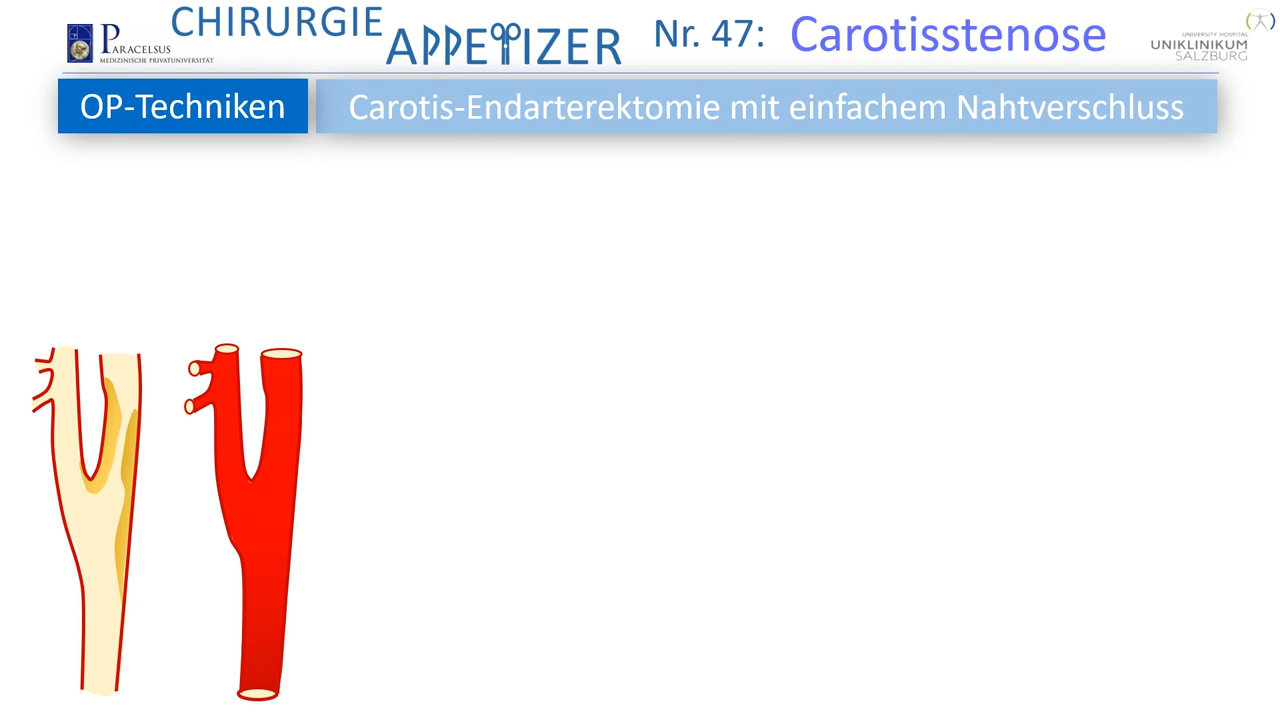 CHIRURGIE
APPETIZER
Nr. 47: Carotisstenose
PARACELSUS
MEDIZINISCHE PRIVATUNIVERSITÄT
UNIVERSITY HOSPITAL
UNIKLINIKUM
SALZBURG
OP-Techniken
Carotis-Endarterektomie mit einfachem Nahtverschluss